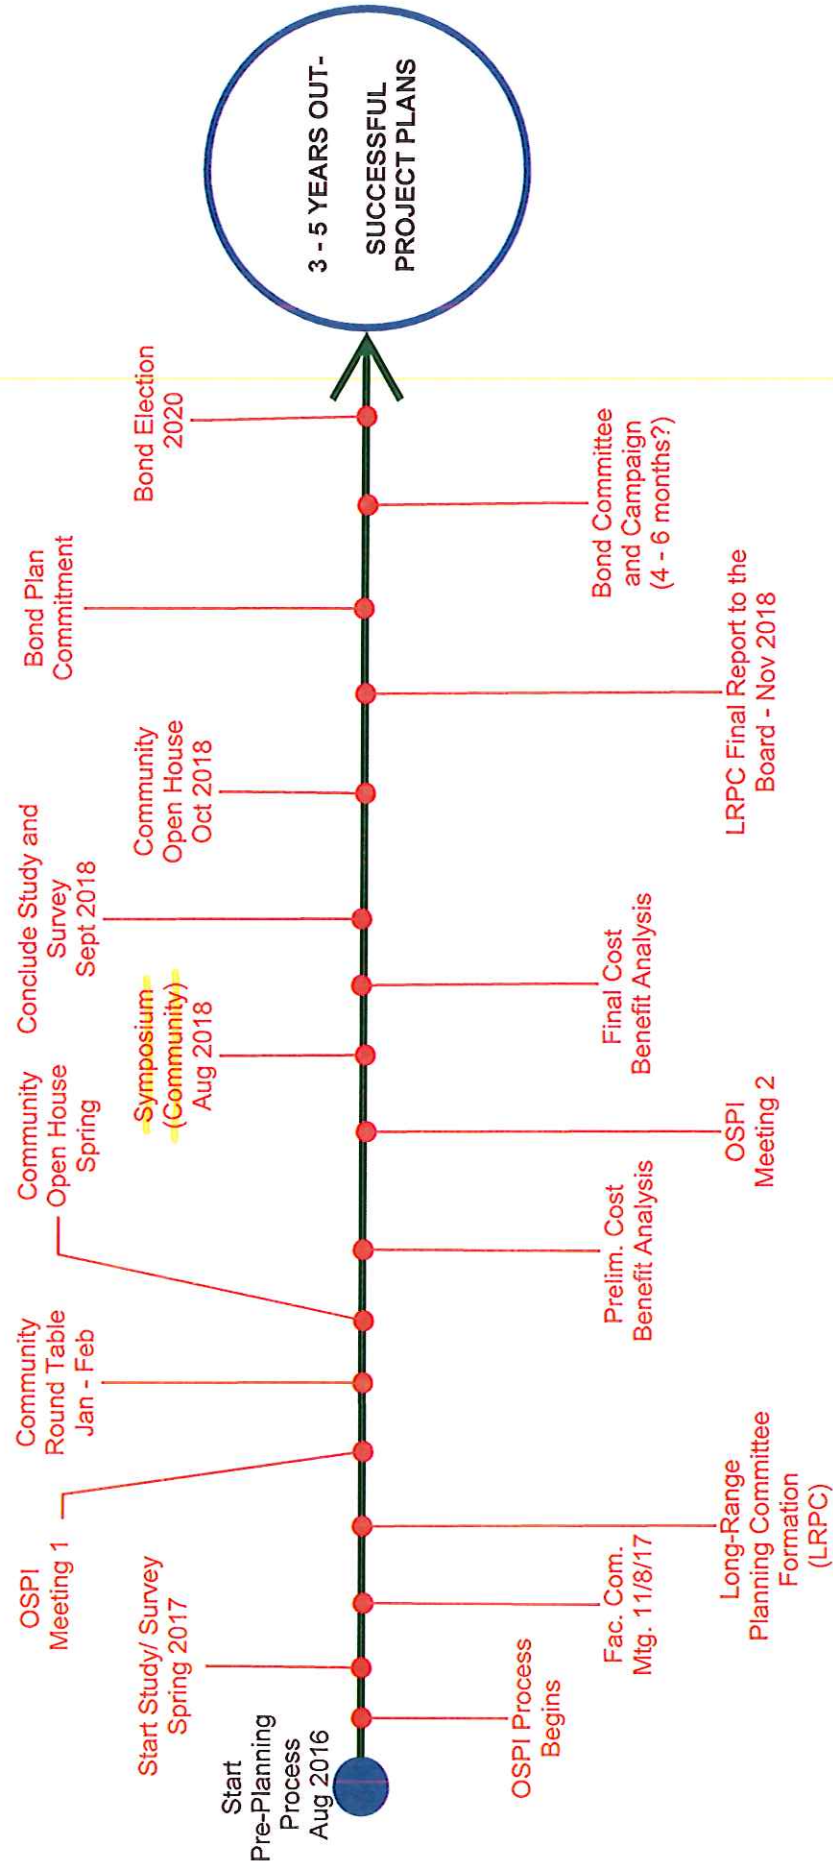 Start
Pre-Planning
Process
Aug 2016
OSPI Process
Begins
Start Study/ Survey
Spring 2017
Fac. Com.
Mtg. 11/8/17
Long-Range
Planning Committee
Formation
(LRPC)
OSPI
Meeting 1
Community
Round Table
Jan - Feb
Community
Open House
Spring
Prelim. Cost
Benefit Analysis
OSPI
Meeting 2
Symposium
(Community)
Aug 2018
Final Cost
Benefit Analysis
Conclude Study and
Survey
Sept 2018
Community
Open House
Oct 2018
LRPC Final Report to the
Board - Nov 2018
Bond Plan
Commitment
Bond Committee
and Campaign
(4 - 6 months?)
Bond Election
2020
3 - 5 YEARS OUT-
SUCCESSFUL
PROJECT PLANS